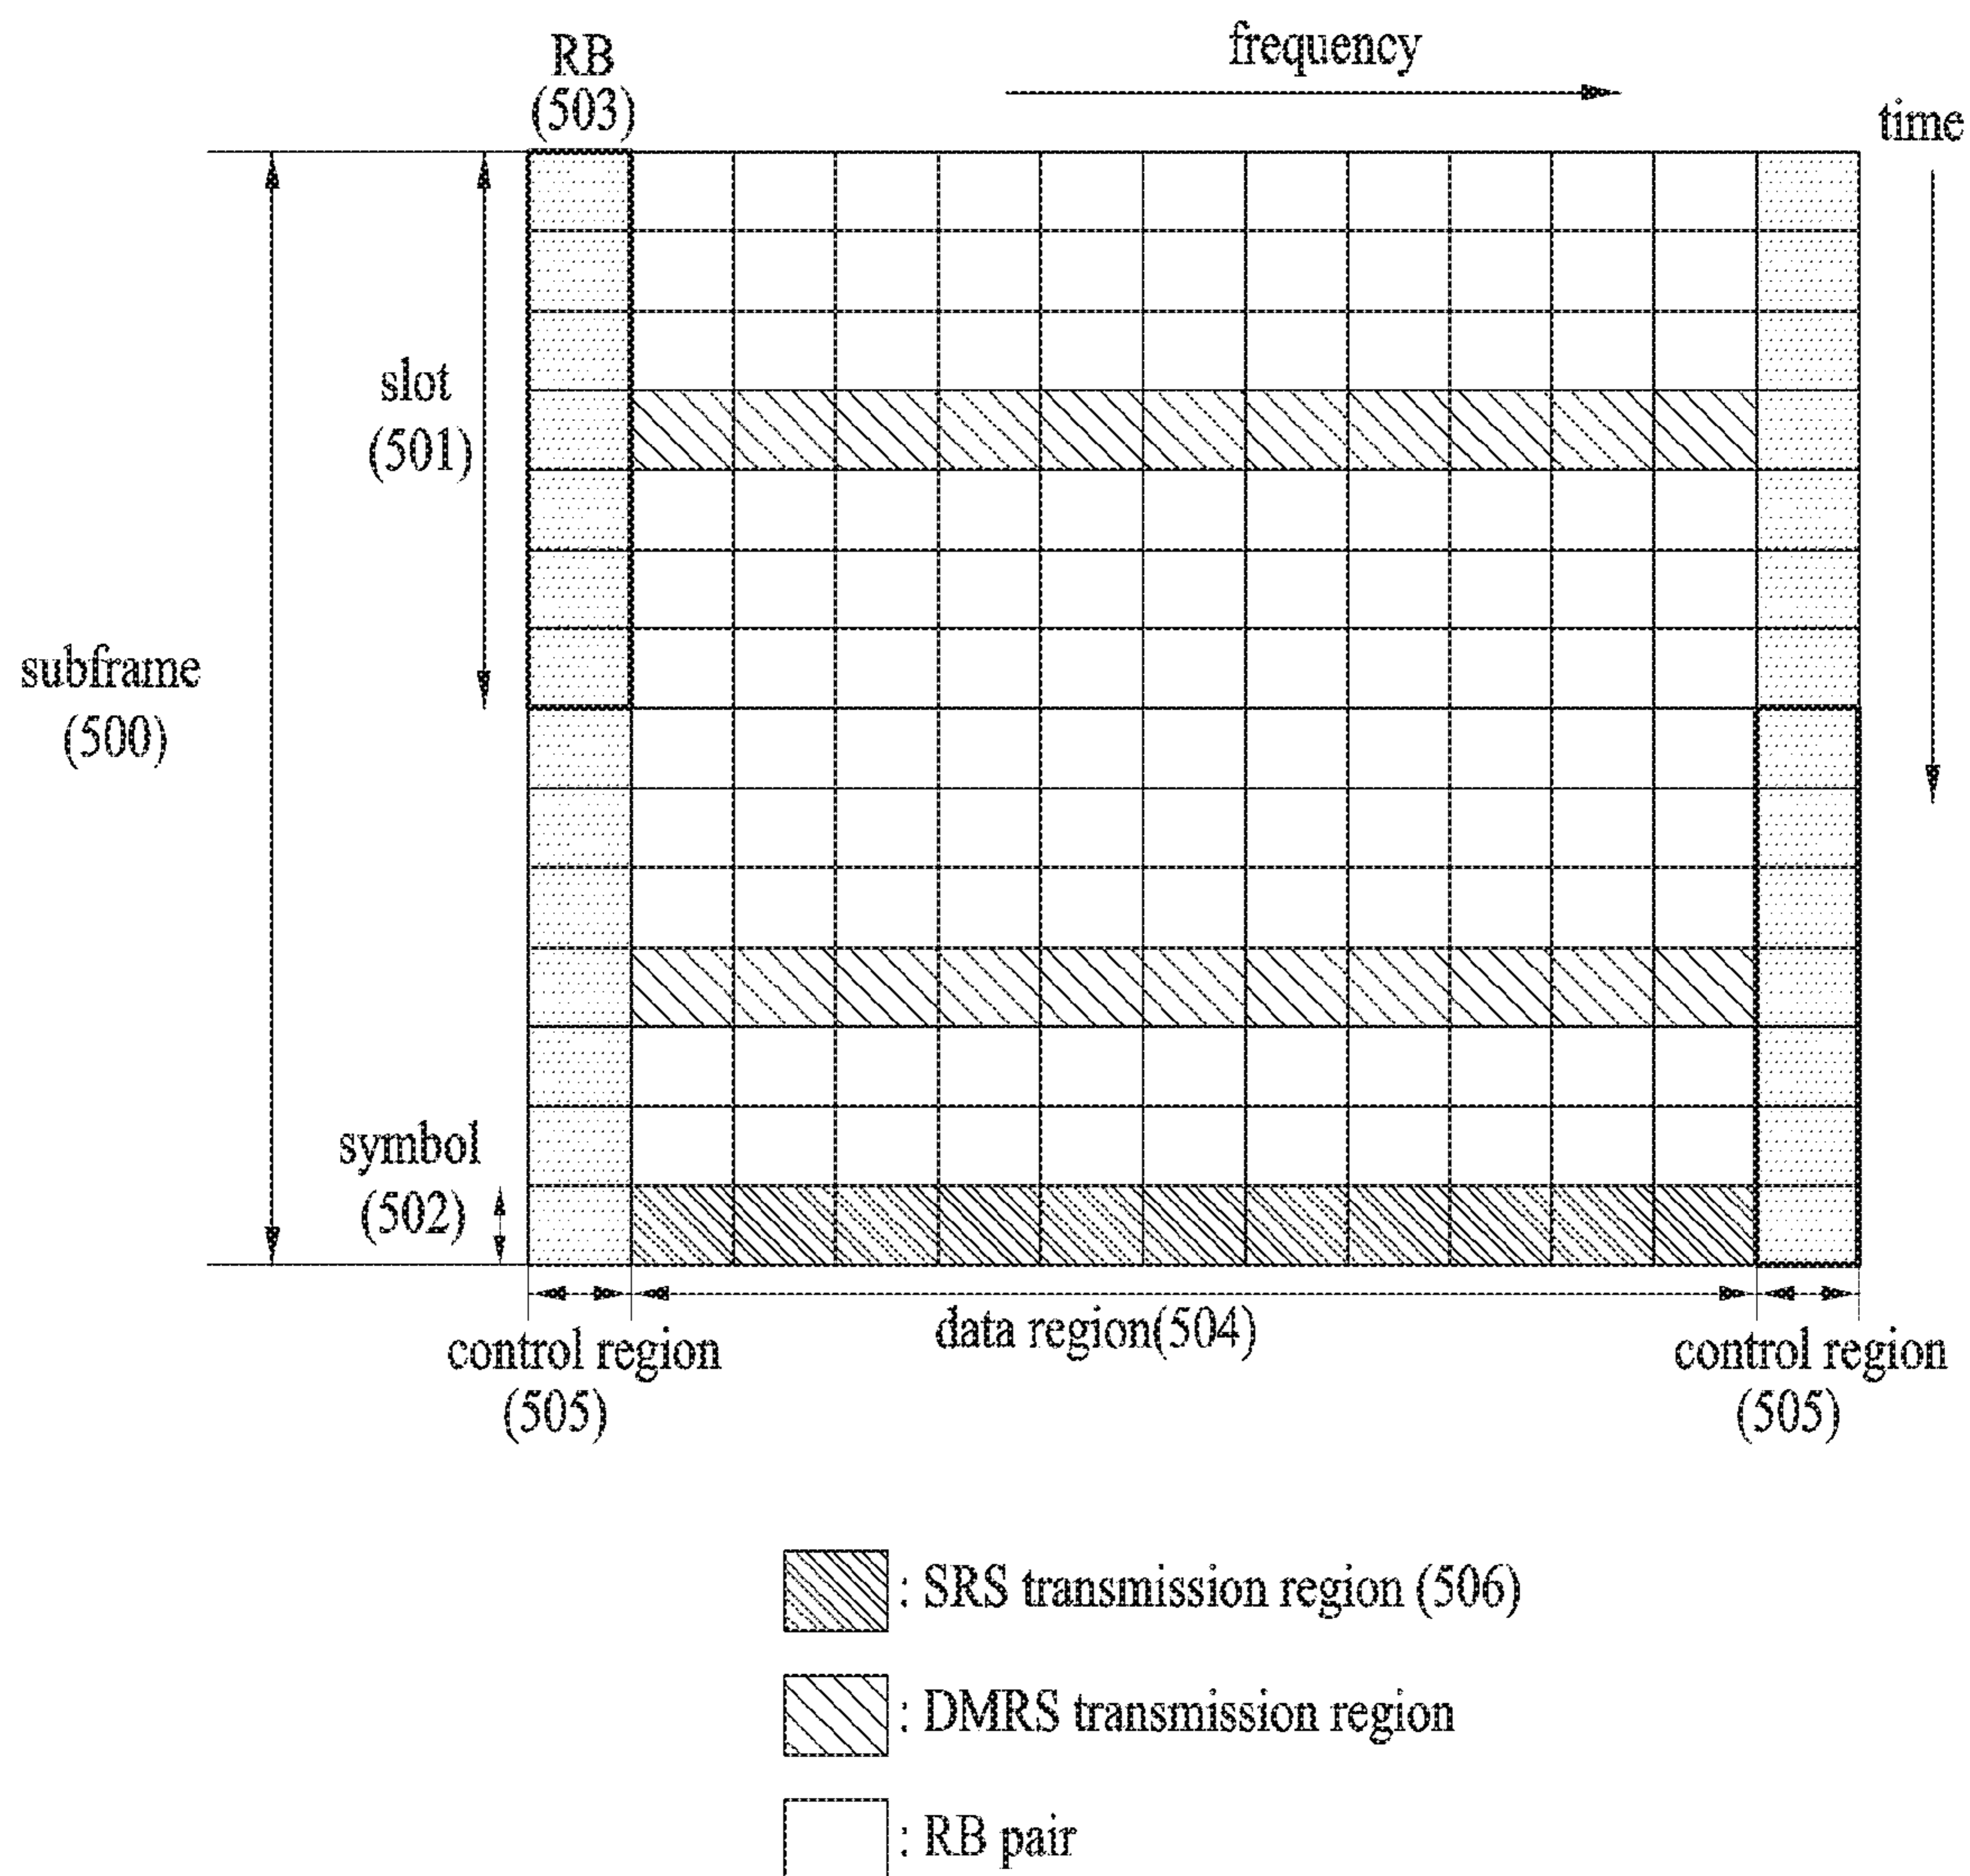 RB
(503)
frequency
time
slot
(501)
subframe
(500)
symbol
(502)
control region
(505)
data region(504)
control region
(505)
: SRS transmission region (506)
: DMRS transmission region
: RB pair